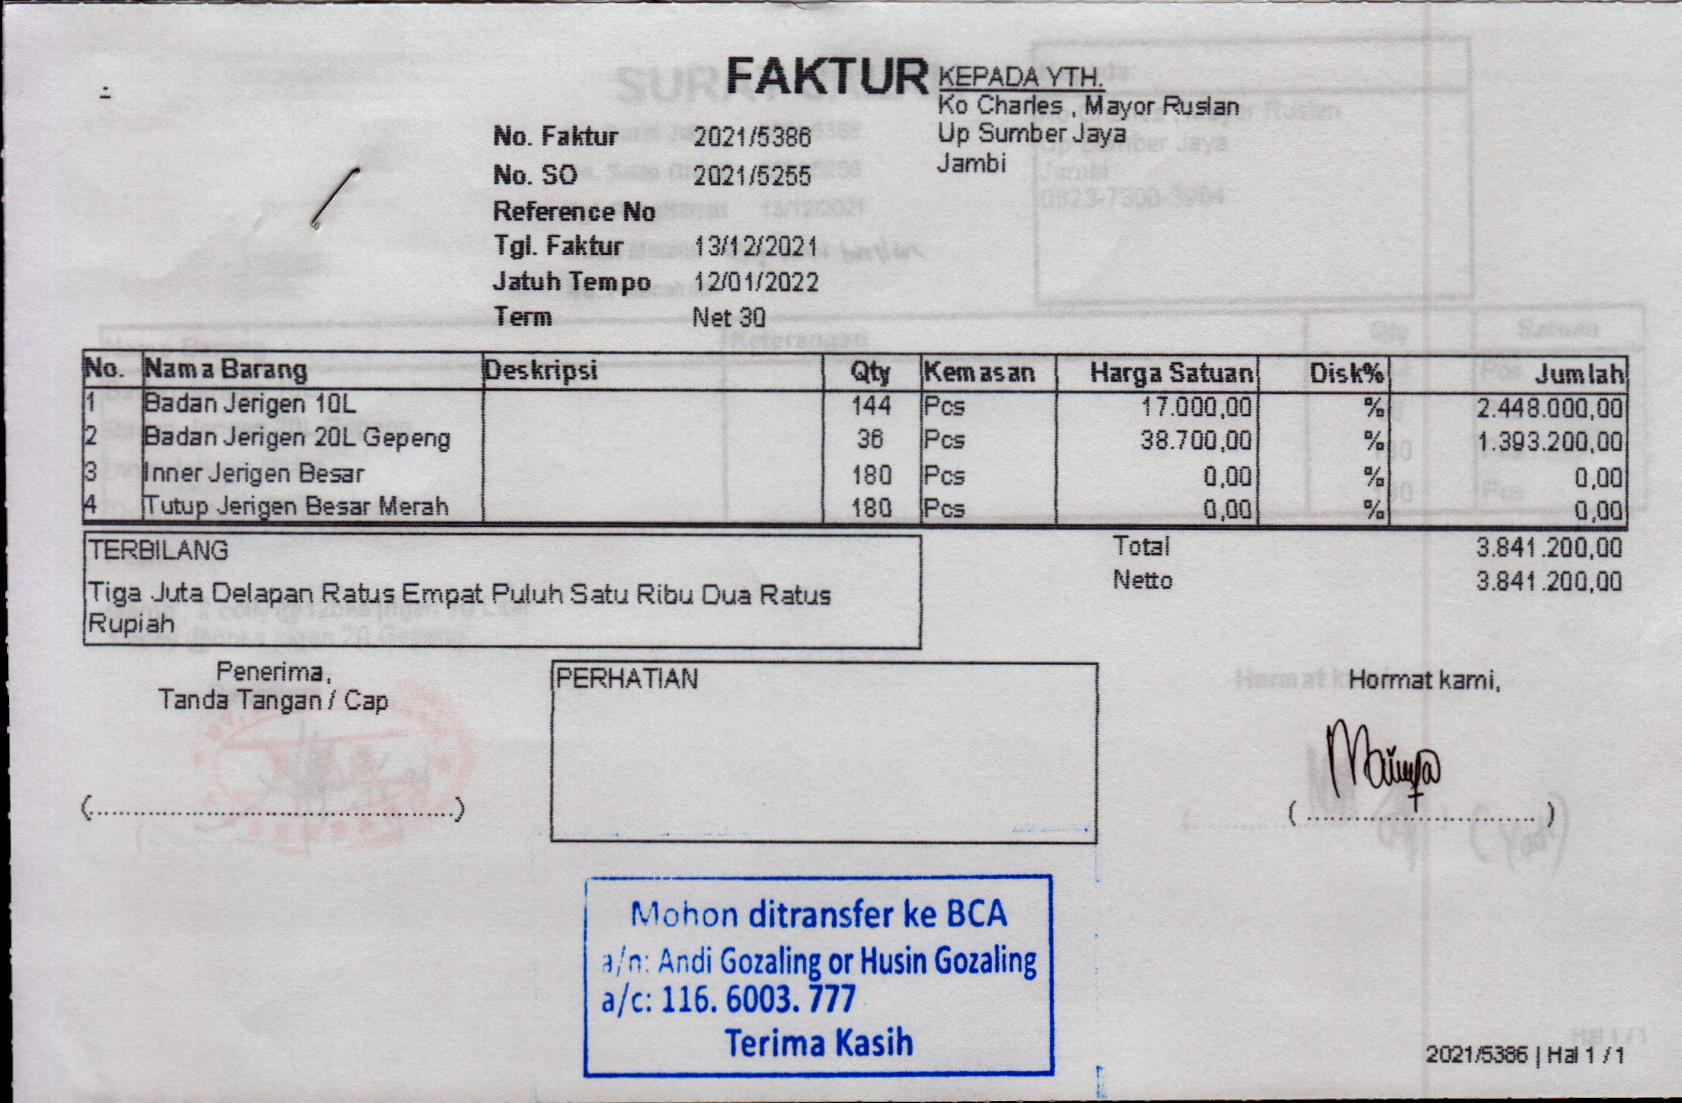 FAKTUR
KEPADA YTH.
Ko Charles , Mayor Ruslan
Up Sumber Jaya
Jambi
No. Faktur 2021/5386
No. SO 2021/5255
Reference No
Tgl. Faktur 13/12/2021
Jatuh Tempo 12/01/2022
Term Net 30
No. Nama Barang Deskripsi Qty Kemasan Harga Satuan Disk% Jumlah
1 Badan Jerigen 10L 144 Pcs 17.000,00 % 2.448.000,00
2 Badan Jerigen 20L Gepeng 36 Pcs 38.700,00 % 1.393.200,00
3 Inner Jerigen Besar 180 Pcs 0,00 % 0,00
4 Tutup Jerigen Besar Merah 180 Pcs 0,00 % 0,00
TERBILANG
Tiga Juta Delapan Ratus Empat Puluh Satu Ribu Dua Ratus
Rupiah
Total 3.841.200,00
Netto 3.841.200,00
Penerima,
Tanda Tangan / Cap
(..................................................)
PERHATIAN
Hormat kami,
( ................................ )
Mohon ditransfer ke BCA
a/n: Andi Gozaling or Husin Gozaling
a/c: 116. 6003. 777
Terima Kasih
2021/5386 | Hal 1 / 1